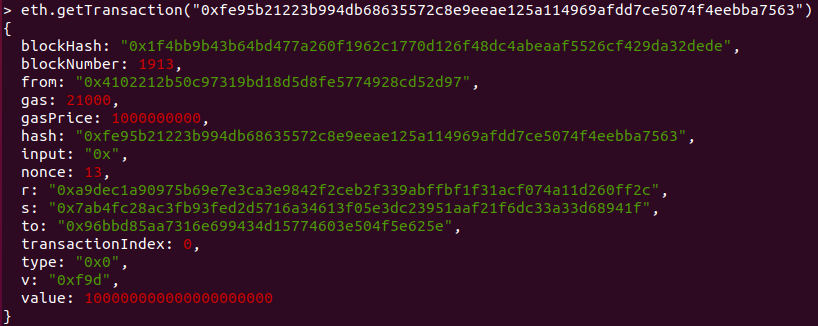 > eth.getTransaction("0xfe95b21223b994db68635572c8e9eeae125a114969afdd7ce5074f4eebba7563")
{
blockHash: "0x1f4bb9b43b64bd477a260f1962c1770d126f48dc4abeaaf5526cf429da32dede",
blockNumber: 1913,
from: "0x4102212b50c97319bd18d5d8fe5774928cd52d97",
gas: 21000,
gasPrice: 1000000000,
hash: "0xfe95b21223b994db68635572c8e9eeae125a114969afdd7ce5074f4eebba7563",
input: "0x",
nonce: 13,
r: "0xa9dec1a90975b69e7e3ca3e9842f2ceb2f339abffbf1f31acf074a11d260ff2c",
s: "0x7ab4fc28ac3fb93fed2d5716a34613f05e3dc23951aaf21f6dc33a33d68941f",
to: "0x96bbd85aa7316e699434d15774603e504f5e625e",
transactionIndex: 0,
type: "0x0",
v: "0xf9d",
value: 100000000000000000000
}